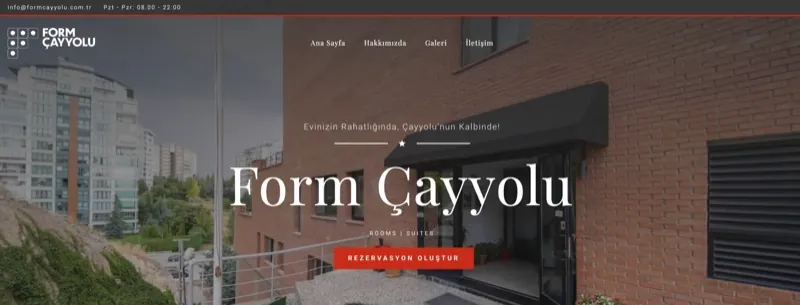 info@formcayyolu.com.tr Pzt - Pzr: 08.00 - 22:00
FORM
ÇAYYOLU
Ana Sayfa Hakkımızda Galeri İletişim
Evinizin Rahatlığında, Çayyolu'nun Kalbinde!
Form Çayyolu
ROOMS | SUITES
REZERVASYON OLUŞTUR